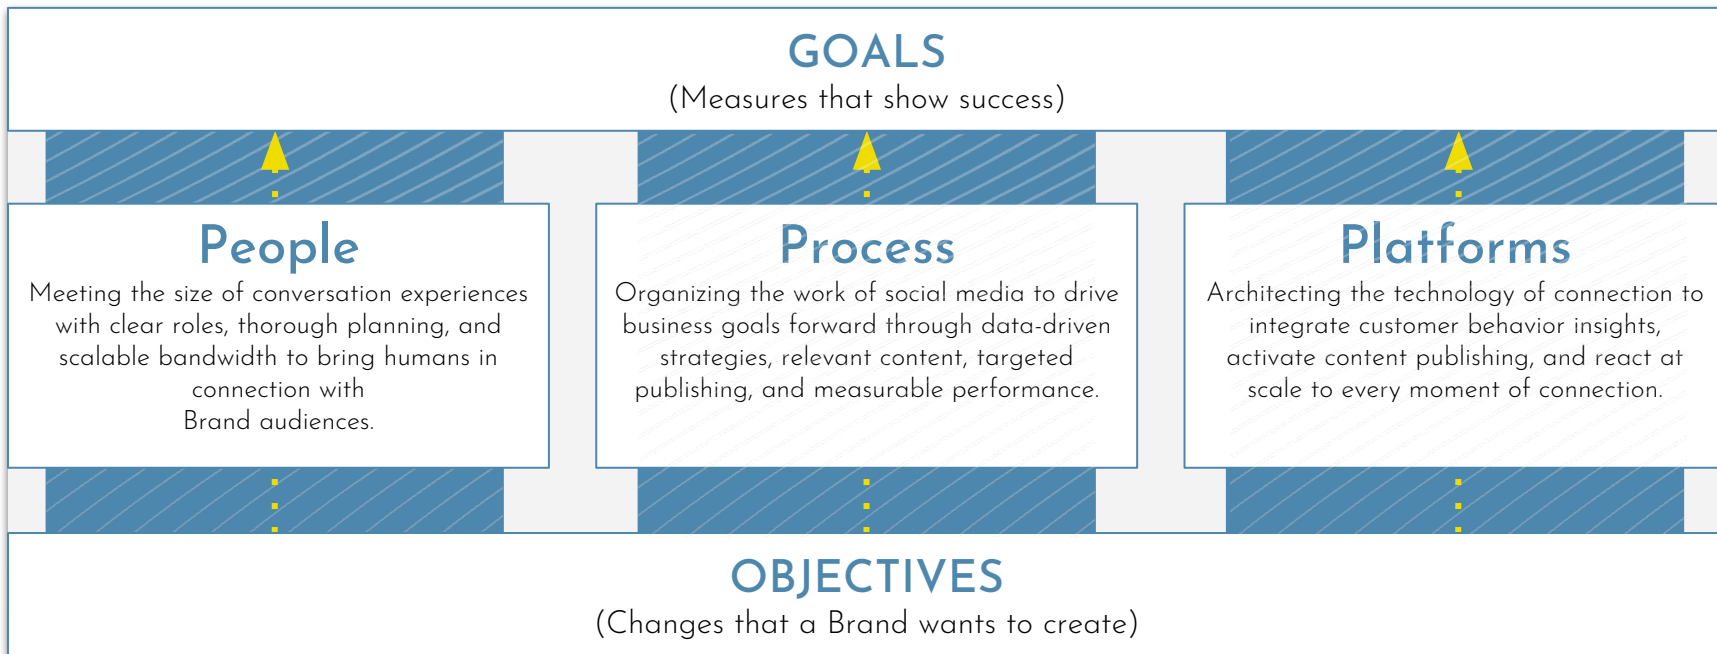 GOALS
(Measures that show success)
People
Meeting the size of conversation experiences
with clear roles, thorough planning, and
scalable bandwidth to bring humans in
connection with
Brand audiences.
Process
Organizing the work of social media to drive
business goals forward through data-driven
strategies, relevant content, targeted
publishing, and measurable performance.
Platforms
Architecting the technology of connection to
integrate customer behavior insights,
activate content publishing, and react at
scale to every moment of connection.
OBJECTIVES
(Changes that a Brand wants to create)